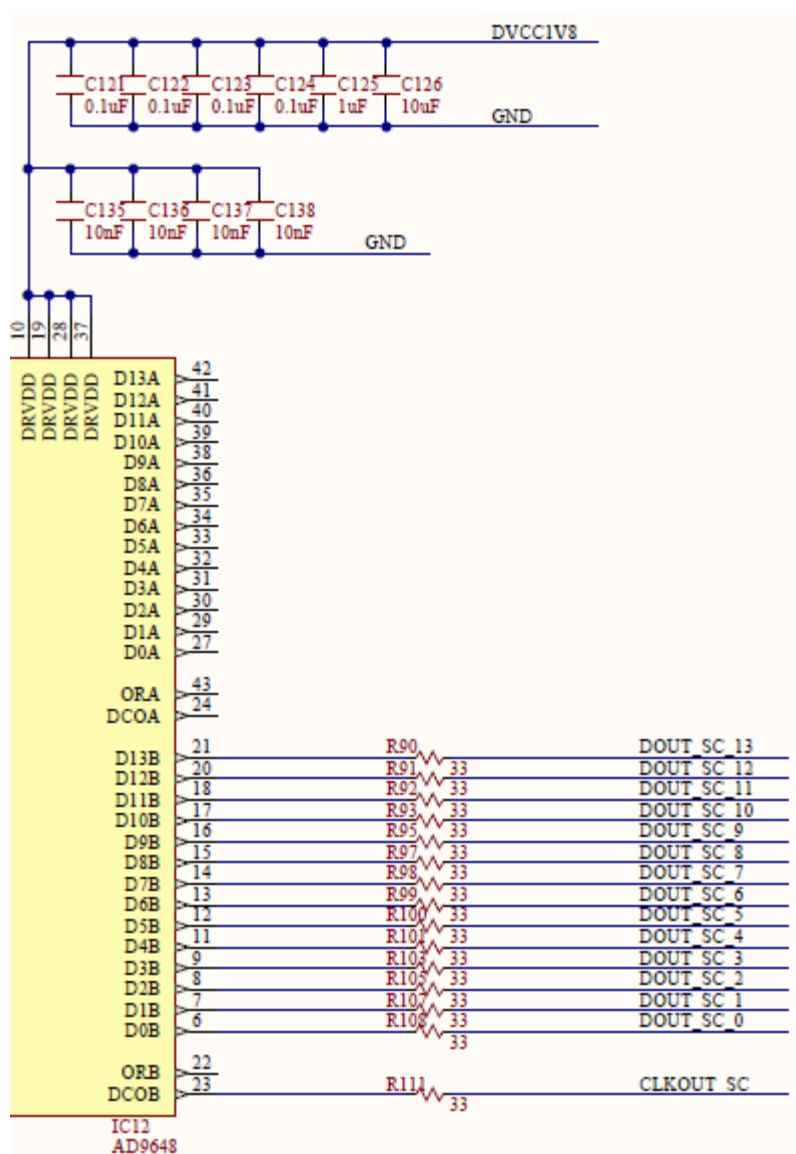 DVCC1V8
C121 C122 C123 C124 C125 C126
0.1uF 0.1uF 0.1uF 0.1uF 1uF 10uF
GND
C135 C136 C137 C138
10nF 10nF 10nF 10nF
GND
10 19 28 37
DRVDD DRVDD DRVDD DRVDD
D13A 42
D12A 41
D11A 40
D10A 39
D9A 38
D8A 36
D7A 35
D6A 34
D5A 33
D4A 32
D3A 31
D2A 30
D1A 29
D0A 27
ORA 43
DCOA 24
D13B 21 R90 33 DOUT_SC_13
D12B 20 R91 33 DOUT_SC_12
D11B 18 R92 33 DOUT_SC_11
D10B 17 R93 33 DOUT_SC_10
D9B 16 R95 33 DOUT_SC_9
D8B 15 R97 33 DOUT_SC_8
D7B 14 R98 33 DOUT_SC_7
D6B 13 R99 33 DOUT_SC_6
D5B 12 R100 33 DOUT_SC_5
D4B 11 R101 33 DOUT_SC_4
D3B 9 R103 33 DOUT_SC_3
D2B 8 R105 33 DOUT_SC_2
D1B 7 R107 33 DOUT_SC_1
D0B 6 R108 33 DOUT_SC_0
ORB 22
DCOB 23 R111 33 CLKOUT_SC
IC12
AD9648